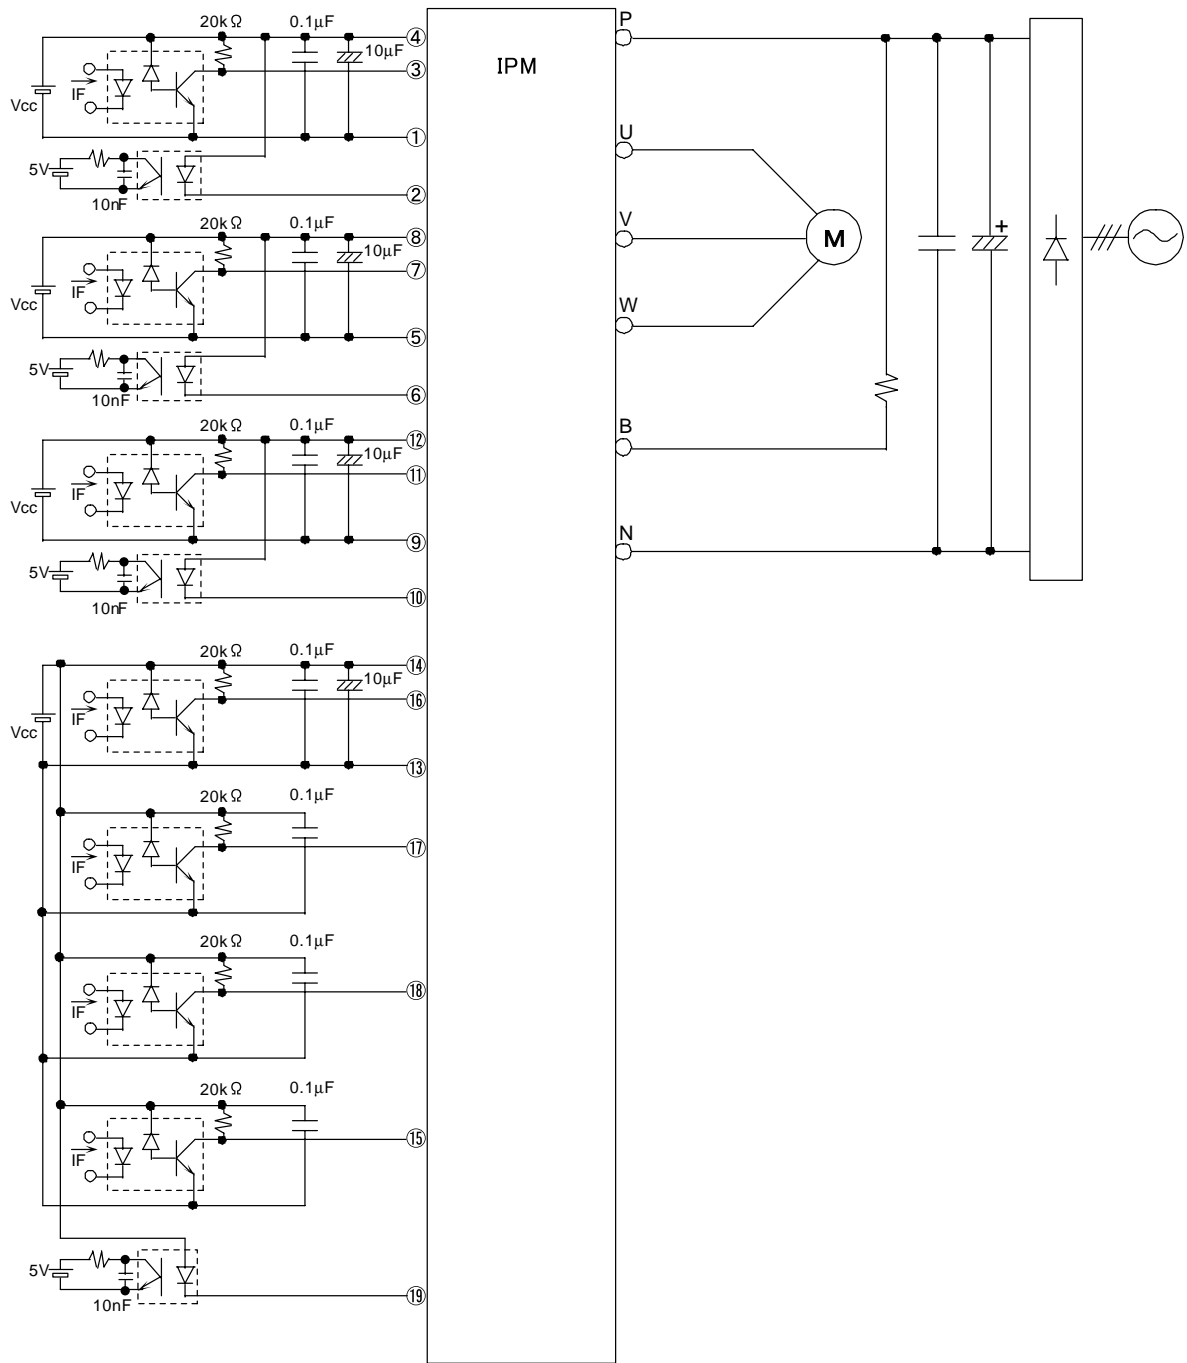 20kΩ 0.1μF
④
10μF
③
IF
Vcc
①
5V
②
10nF
20kΩ 0.1μF
⑧
10μF
⑦
IF
Vcc
⑤
5V
⑥
10nF
20kΩ 0.1μF
⑫
10μF
⑪
IF
Vcc
⑨
5V
⑩
10nF
20kΩ 0.1μF
⑭
10μF
⑯
IF
Vcc
⑬
20kΩ 0.1μF
⑰
IF
20kΩ 0.1μF
⑱
IF
20kΩ 0.1μF
⑮
IF
5V
⑲
10nF
IPM
P
U
V
W
B
N
M
+